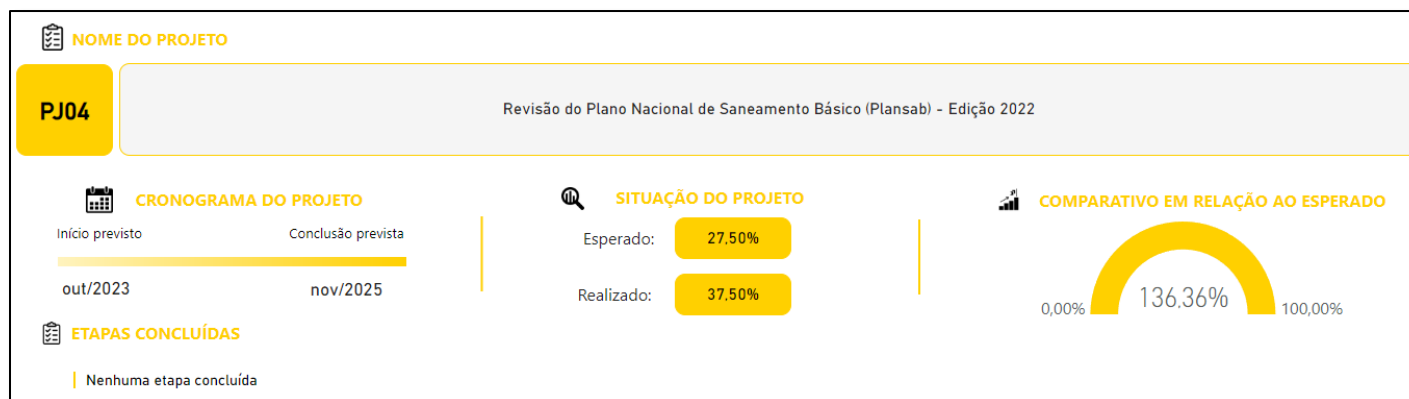 NOME DO PROJETO
PJ04
Revisão do Plano Nacional de Saneamento Básico (Plansab) - Edição 2022
CRONOGRAMA DO PROJETO
Início previsto
Conclusão prevista
out/2023
nov/2025
SITUAÇÃO DO PROJETO
Esperado:
27,50%
Realizado:
37,50%
COMPARATIVO EM RELAÇÃO AO ESPERADO
136,36%
0,00%
100,00%
ETAPAS CONCLUÍDAS
Nenhuma etapa concluída